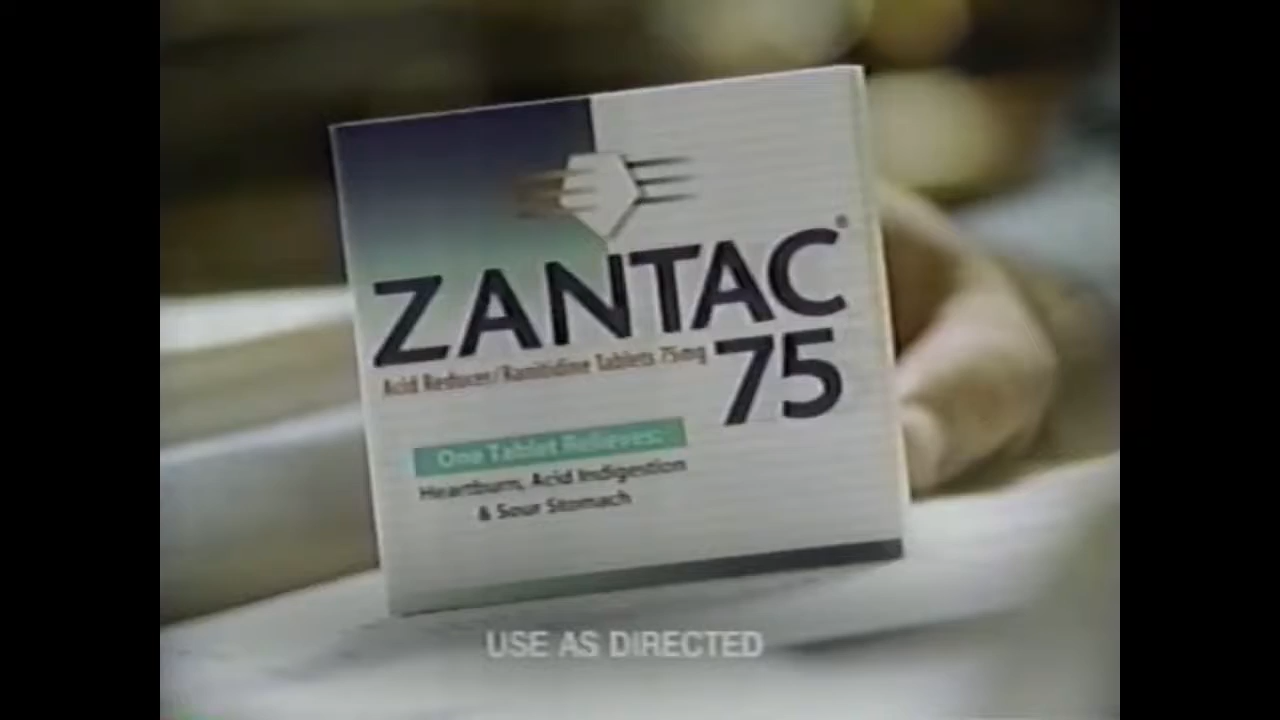 ZANTAC®
Acid Reducer/Ranitidine Tablets 75mg
75
One Tablet Relieves:
Heartburn, Acid Indigestion
& Sour Stomach
USE AS DIRECTED